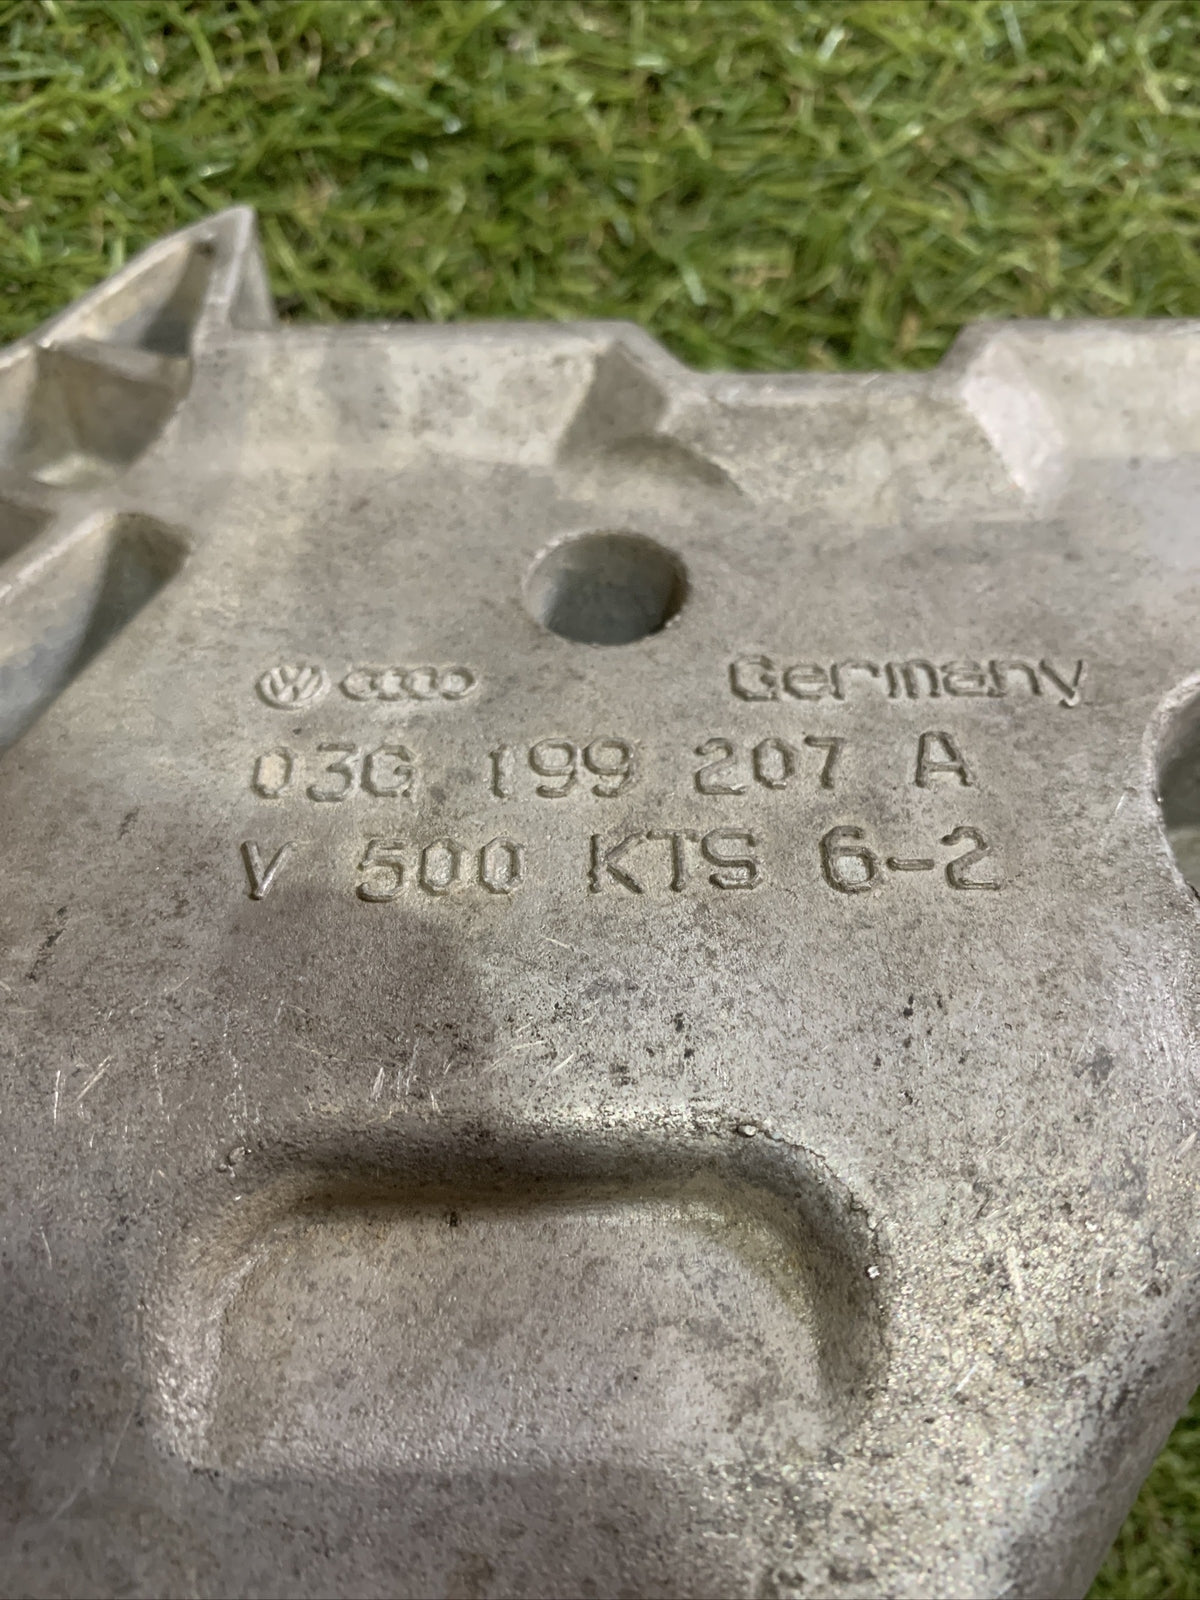 Germany
03G 199 207 A
V 500 KTS 6-2